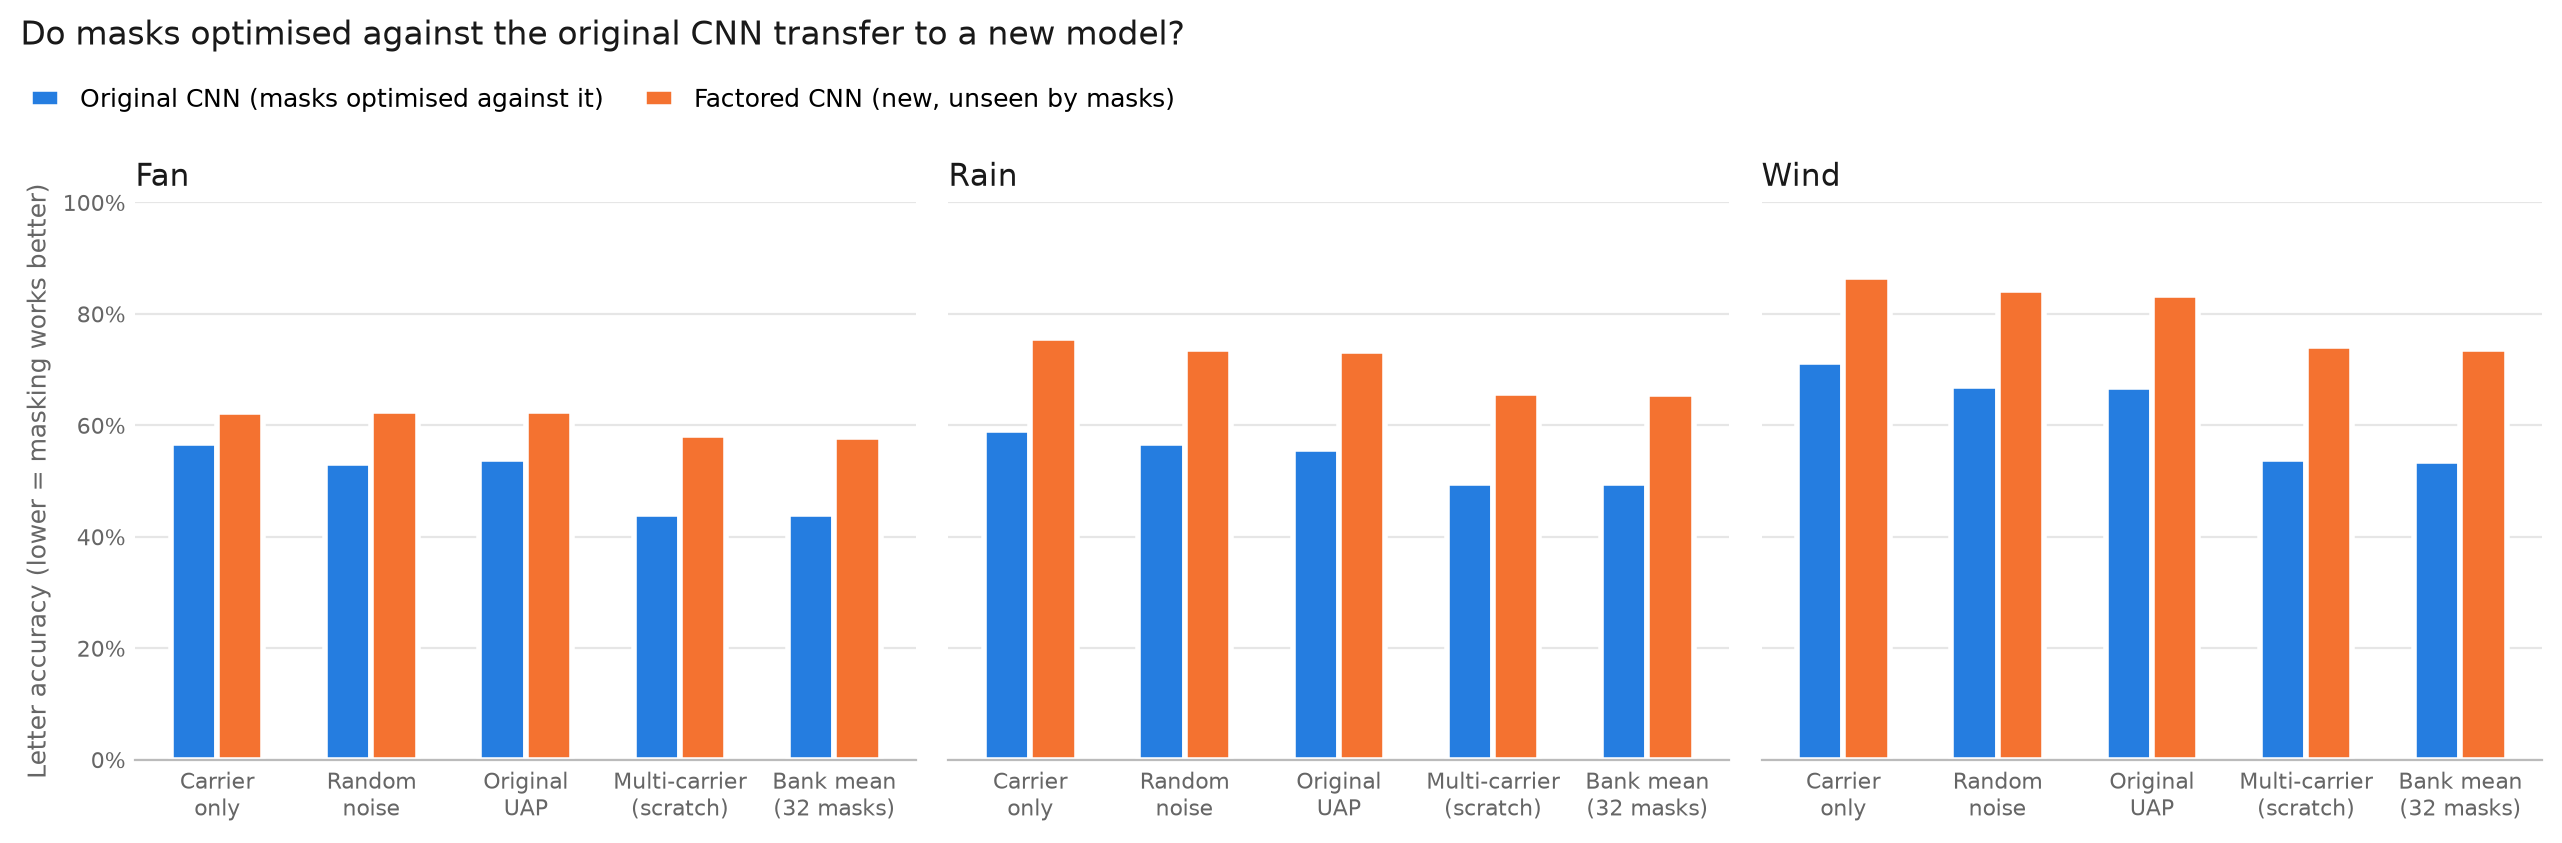 Do masks optimised against the original CNN transfer to a new model?
Original CNN (masks optimised against it)
Factored CNN (new, unseen by masks)
Letter accuracy (lower = masking works better)
100%
80%
60%
40%
20%
0%
Fan
Carrier
only
Random
noise
Original
UAP
Multi-carrier
(scratch)
Bank mean
(32 masks)
Rain
Carrier
only
Random
noise
Original
UAP
Multi-carrier
(scratch)
Bank mean
(32 masks)
Wind
Carrier
only
Random
noise
Original
UAP
Multi-carrier
(scratch)
Bank mean
(32 masks)